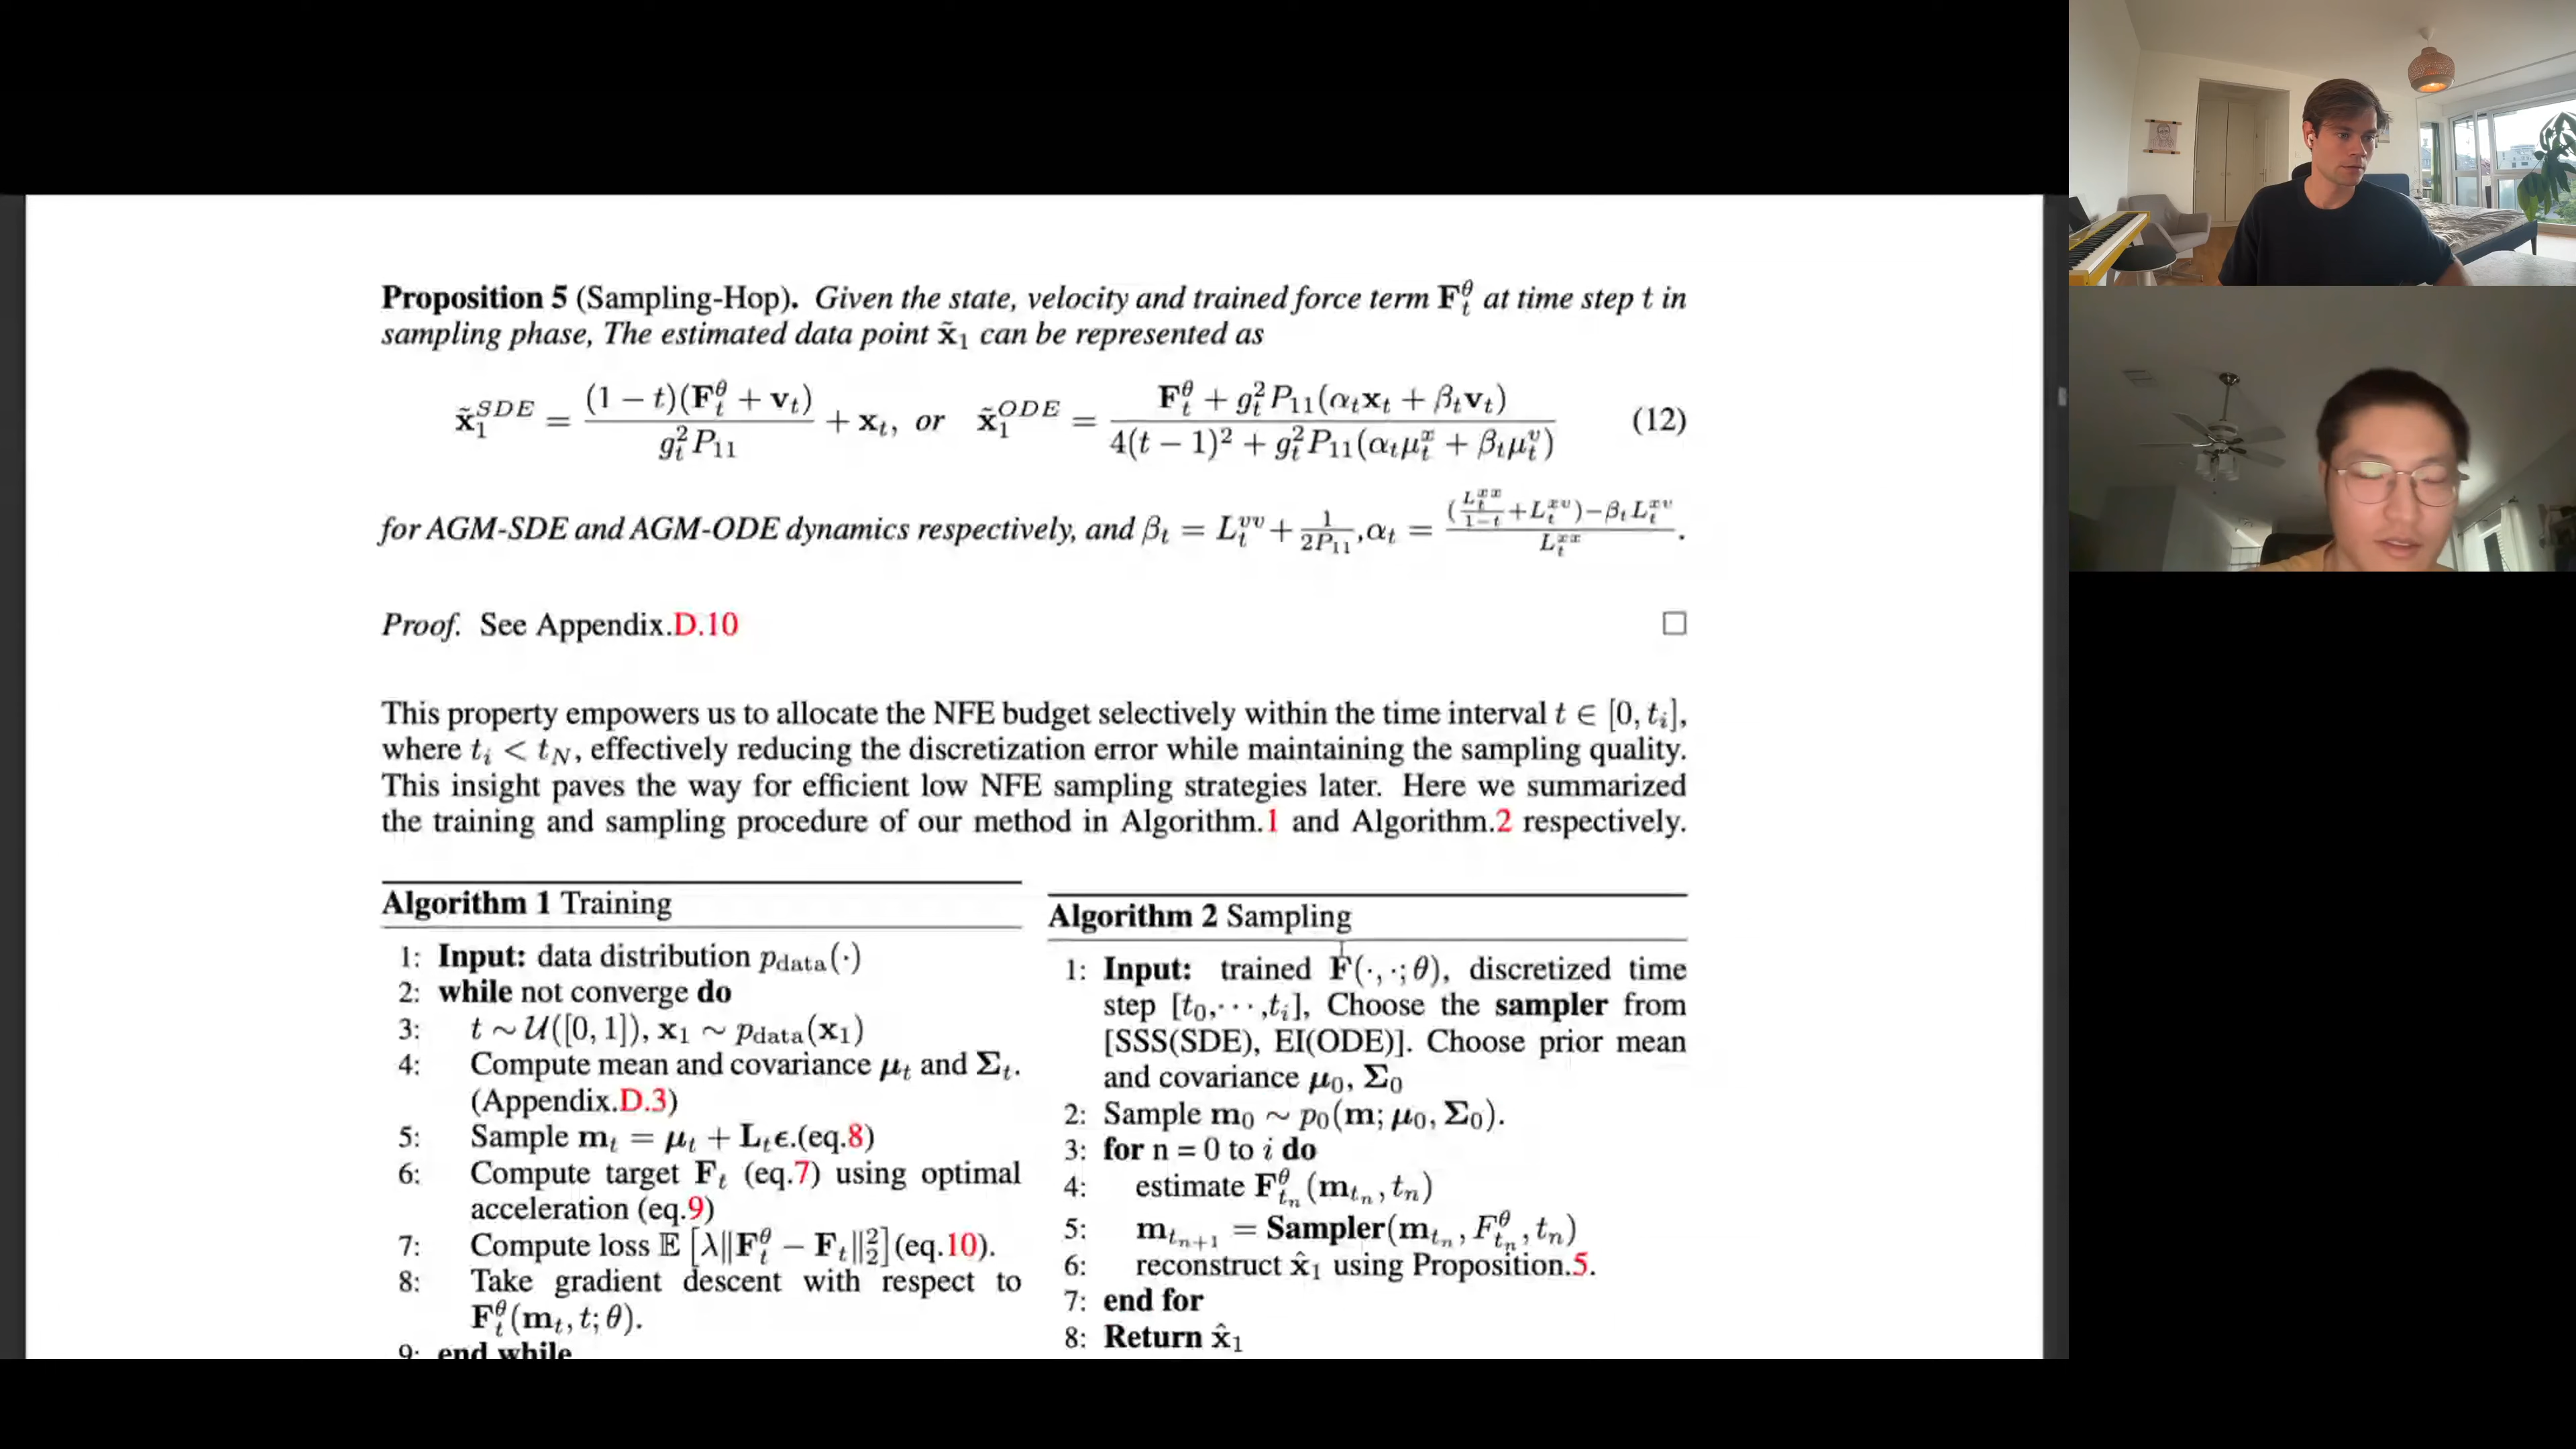 Proposition 5 (Sampling-Hop). Given the state, velocity and trained force term F_t^θ at time step t in
sampling phase, The estimated data point x̃_1 can be represented as
x̃_1^{SDE} = \frac{(1 − t)(F_t^θ + v_t)}{g_t^2 P_{11}} + x_t, or x̃_1^{ODE} = \frac{F_t^θ + g_t^2 P_{11}(α_t x_t + β_t v_t)}{4(t − 1)^2 + g_t^2 P_{11}(α_t μ_t^x + β_t μ_t^v)} (12)
for AGM-SDE and AGM-ODE dynamics respectively, and β_t = L_t^{vv} + \frac{1}{2P_{11}}, α_t = \frac{(\frac{L_t^{xx}}{1−t} + L_t^{xv}) − β_t L_t^{xv}}{L_t^{xx}}.
Proof. See Appendix.D.10 □
This property empowers us to allocate the NFE budget selectively within the time interval t ∈ [0, t_i],
where t_i < t_N, effectively reducing the discretization error while maintaining the sampling quality.
This insight paves the way for efficient low NFE sampling strategies later. Here we summarized
the training and sampling procedure of our method in Algorithm.1 and Algorithm.2 respectively.
Algorithm 1 Training
1: Input: data distribution p_data(·)
2: while not converge do
3: t ∼ U([0, 1]), x_1 ∼ p_data(x_1)
4: Compute mean and covariance μ_t and Σ_t.
(Appendix.D.3)
5: Sample m_t = μ_t + L_t ϵ.(eq.8)
6: Compute target F_t (eq.7) using optimal
acceleration (eq.9)
7: Compute loss 𝔼 [λ‖F_t^θ − F_t‖_2^2] (eq.10).
8: Take gradient descent with respect to
F_t^θ(m_t, t; θ).
9: end while
Algorithm 2 Sampling
1: Input: trained F(·, ·; θ), discretized time
step [t_0, · · · , t_i], Choose the sampler from
[SSS(SDE), EI(ODE)]. Choose prior mean
and covariance μ_0, Σ_0
2: Sample m_0 ∼ p_0(m; μ_0, Σ_0).
3: for n = 0 to i do
4: estimate F_{t_n}^θ(m_{t_n}, t_n)
5: m_{t_{n+1}} = Sampler(m_{t_n}, F_{t_n}^θ, t_n)
6: reconstruct x̂_1 using Proposition.5.
7: end for
8: Return x̂_1